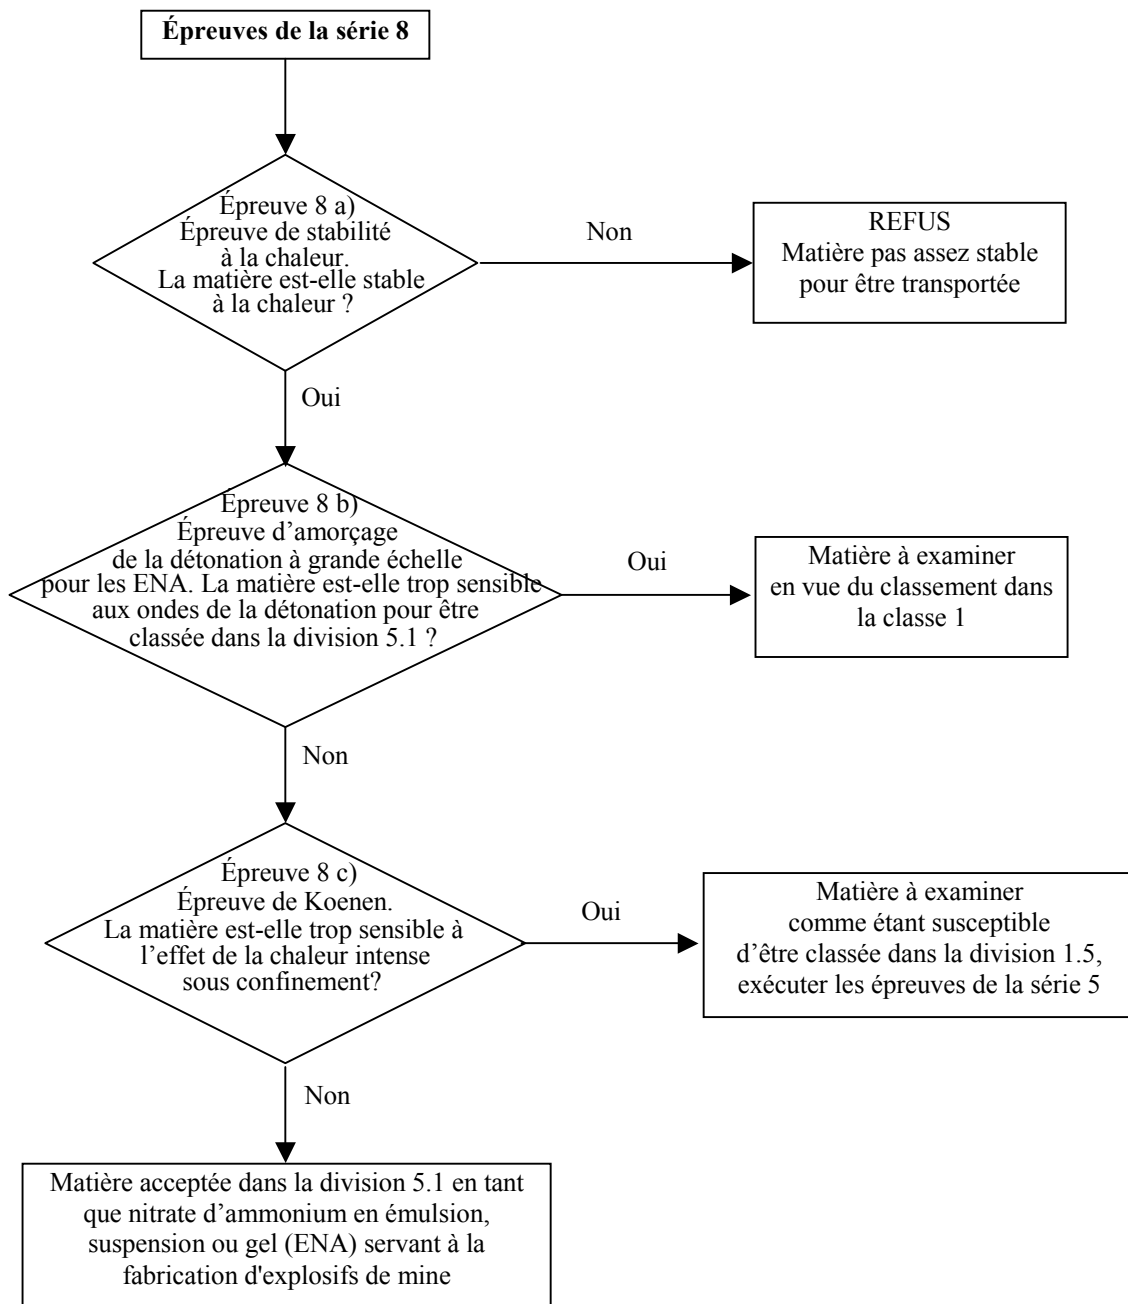 Épreuves de la série 8
Épreuve 8 a)
Épreuve de stabilité
à la chaleur.
La matière est-elle stable
à la chaleur ?
Non
REFUS
Matière pas assez stable
pour être transportée
Oui
Épreuve 8 b)
Épreuve d’amorçage
de la détonation à grande échelle
pour les ENA. La matière est-elle trop sensible
aux ondes de la détonation pour être
classée dans la division 5.1 ?
Oui
Matière à examiner
en vue du classement dans
la classe 1
Non
Épreuve 8 c)
Épreuve de Koenen.
La matière est-elle trop sensible à
l’effet de la chaleur intense
sous confinement?
Oui
Matière à examiner
comme étant susceptible
d’être classée dans la division 1.5,
exécuter les épreuves de la série 5
Non
Matière acceptée dans la division 5.1 en tant
que nitrate d’ammonium en émulsion,
suspension ou gel (ENA) servant à la
fabrication d'explosifs de mine